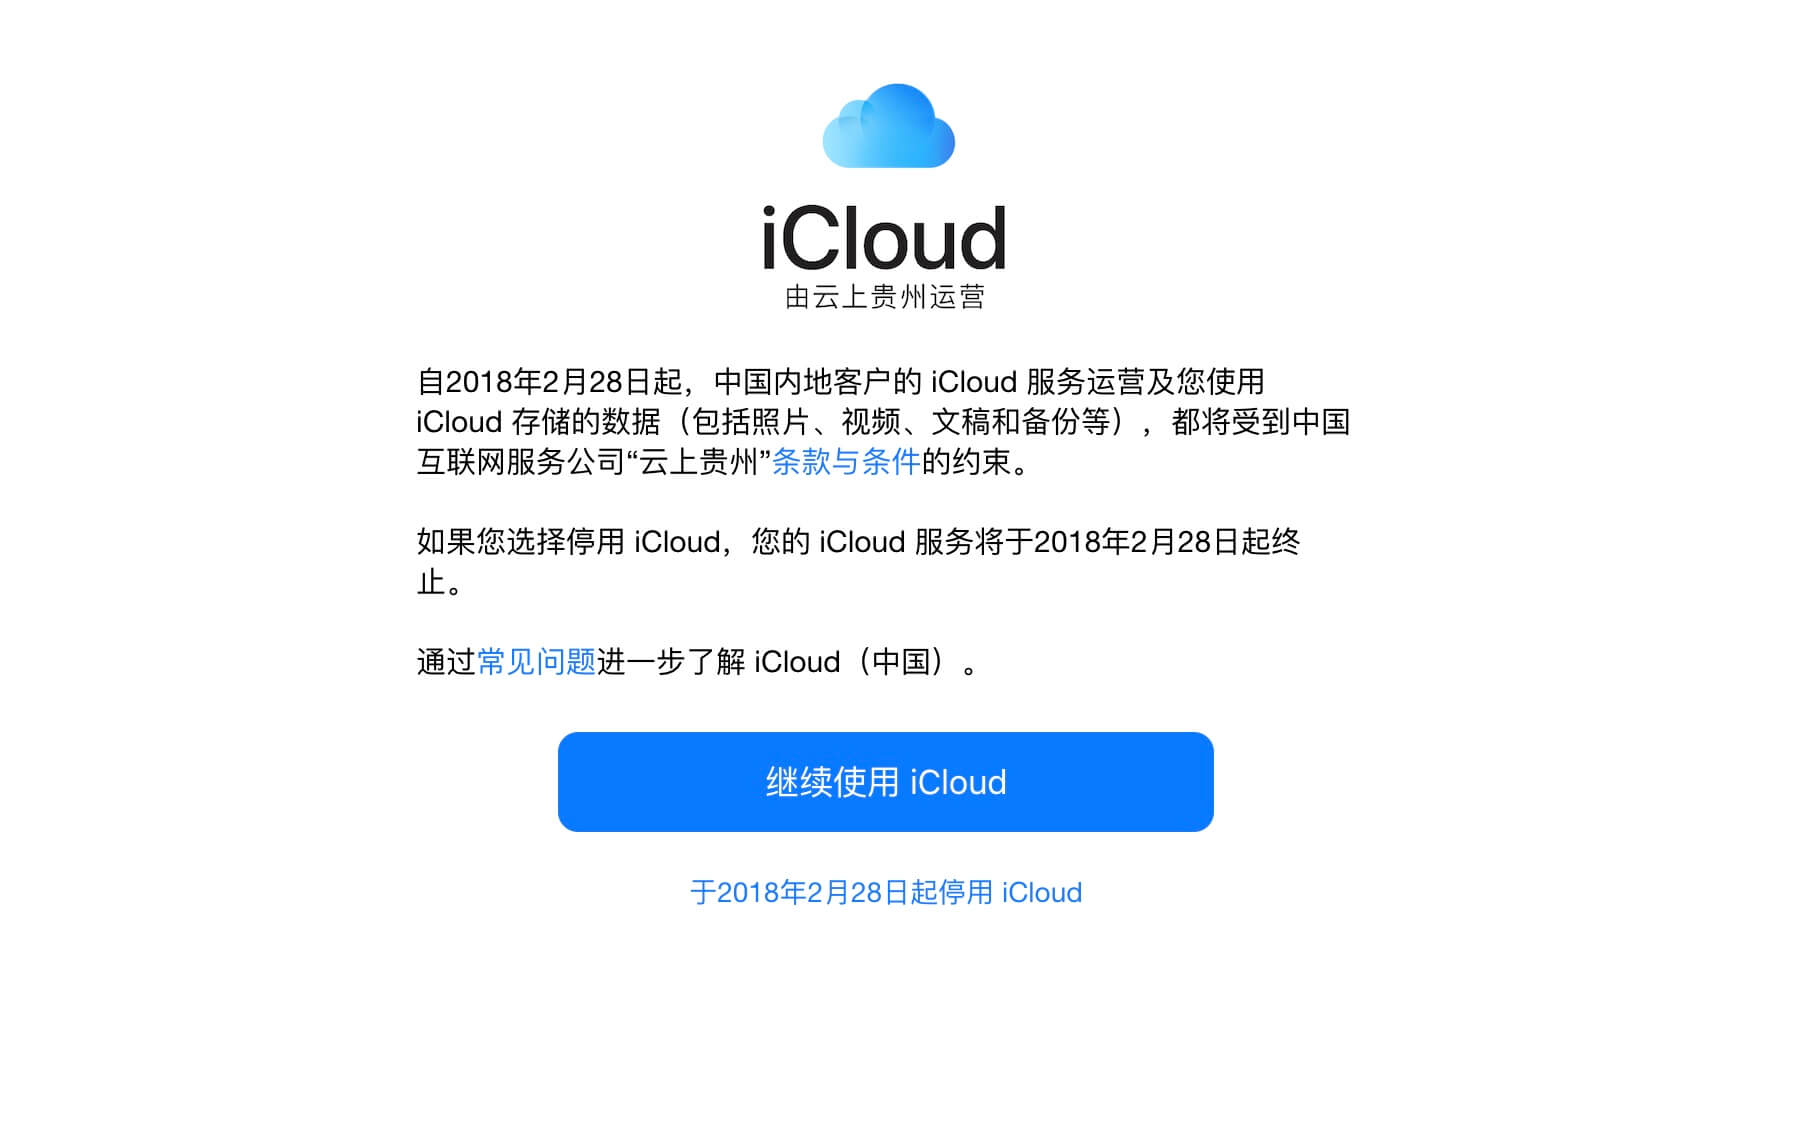 iCloud
由云上贵州运营
自2018年2月28日起，中国内地客户的 iCloud 服务运营及您使用
iCloud 存储的数据（包括照片、视频、文稿和备份等），都将受到中国
互联网服务公司“云上贵州”条款与条件的约束。
如果您选择停用 iCloud，您的 iCloud 服务将于2018年2月28日起终
止。
通过常见问题进一步了解 iCloud（中国）。
继续使用 iCloud
于2018年2月28日起停用 iCloud